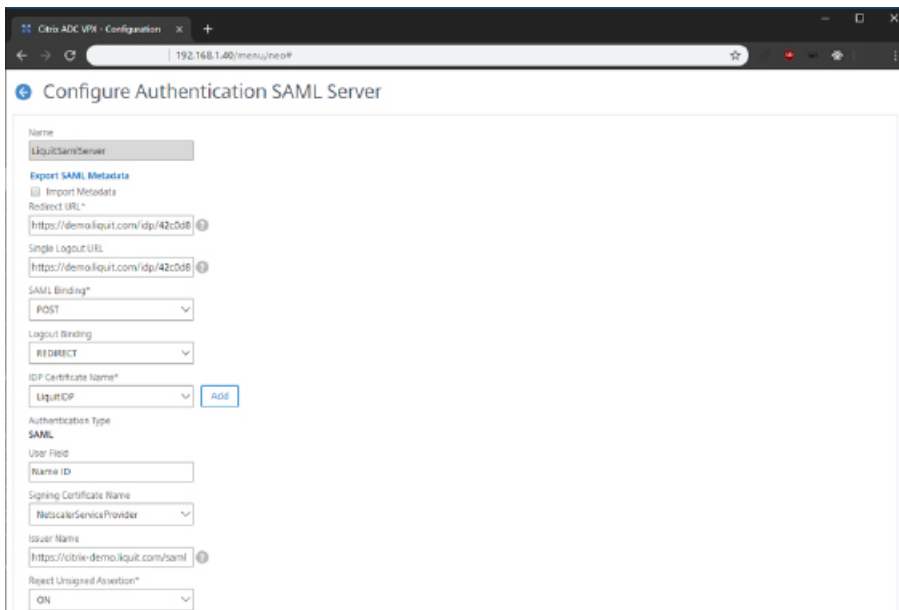 Citrix ADC VPX - Configuration
192.168.1.40/menu/neo#
Configure Authentication SAML Server
Name
LiquitSamlServer
Export SAML Metadata
Import Metadata
Redirect URL*
https://demo.liquit.com/idp/42c0d8
Single Logout URL
https://demo.liquit.com/idp/42c0d8
SAML Binding*
POST
Logout Binding
REDIRECT
IDP Certificate Name*
LiquitIDP
Add
Authentication Type
SAML
User Field
Name ID
Signing Certificate Name
NetscalerServiceProvider
Issuer Name
https://citrix-demo.liquit.com/saml
Reject Unsigned Assertion*
ON